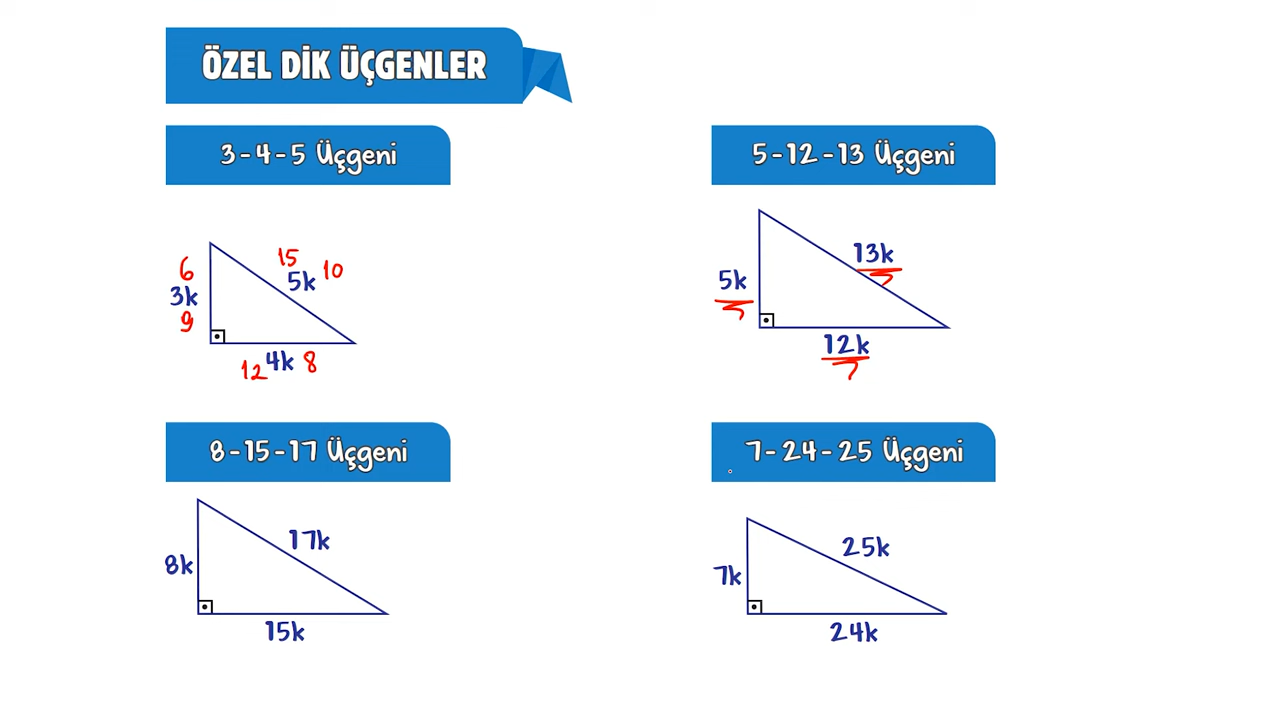 ÖZEL DİK ÜÇGENLER
3-4-5 Üçgeni
6
15
3k
5k 10
9
12 4k 8
5-12-13 Üçgeni
13k
5k
12k
8-15-17 Üçgeni
17k
8k
15k
7-24-25 Üçgeni
25k
7k
24k